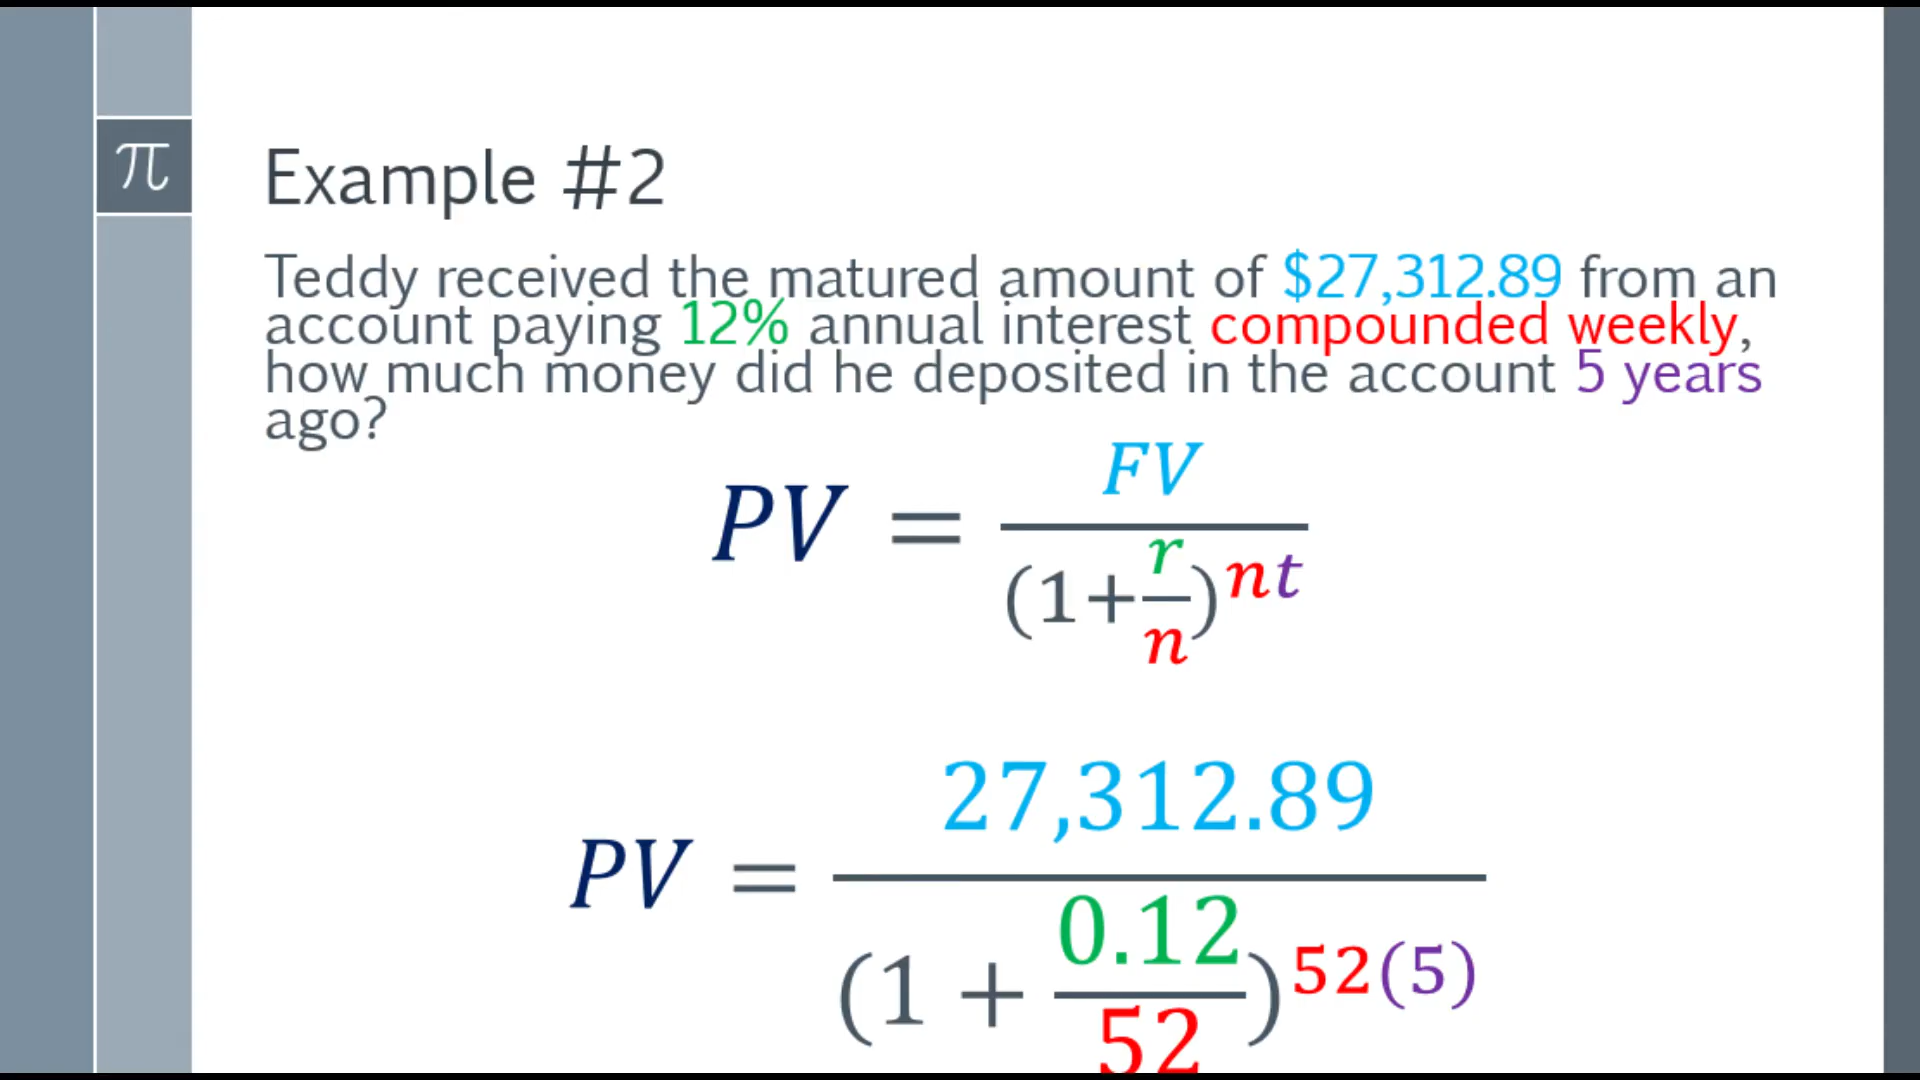 π
Example #2
Teddy received the matured amount of $27,312.89 from an
account paying 12% annual interest compounded weekly,
how much money did he deposited in the account 5 years
ago?
PV = FV / (1+r/n)^nt
PV = 27,312.89 / (1 + 0.12/52)^52(5)